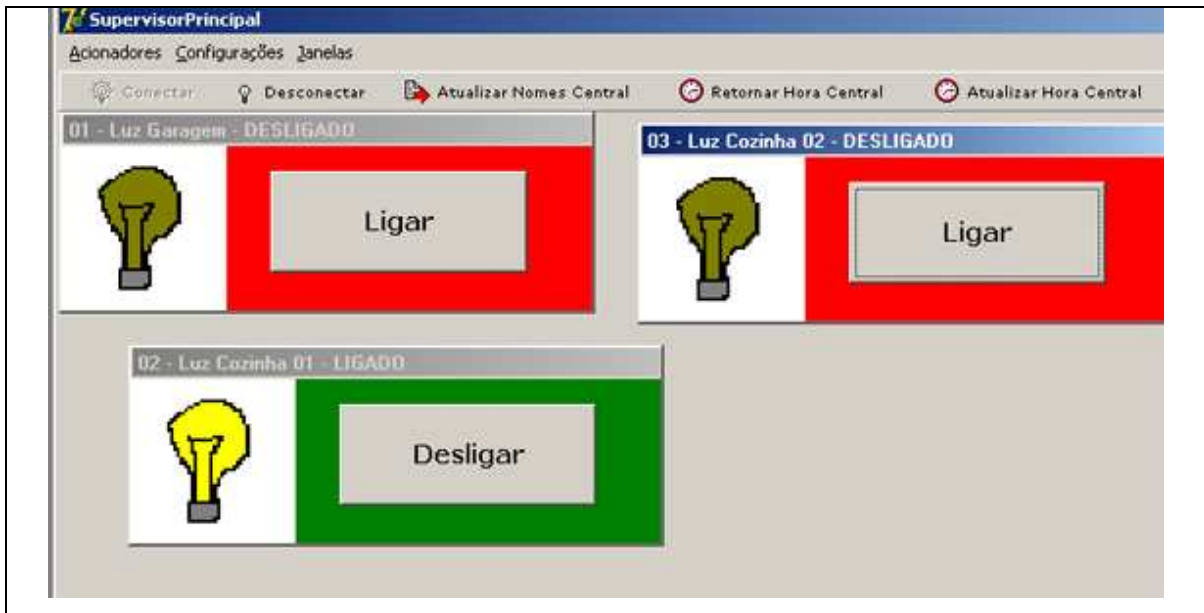 SupervisorPrincipal
Acionadores Configurações Janelas
Conectar Desconectar Atualizar Nomes Central Retornar Hora Central Atualizar Hora Central
01 - Luz Garagem - DESLIGADO
Ligar
03 - Luz Cozinha 02 - DESLIGADO
Ligar
02 - Luz Cozinha 01 - LIGADO
Desligar